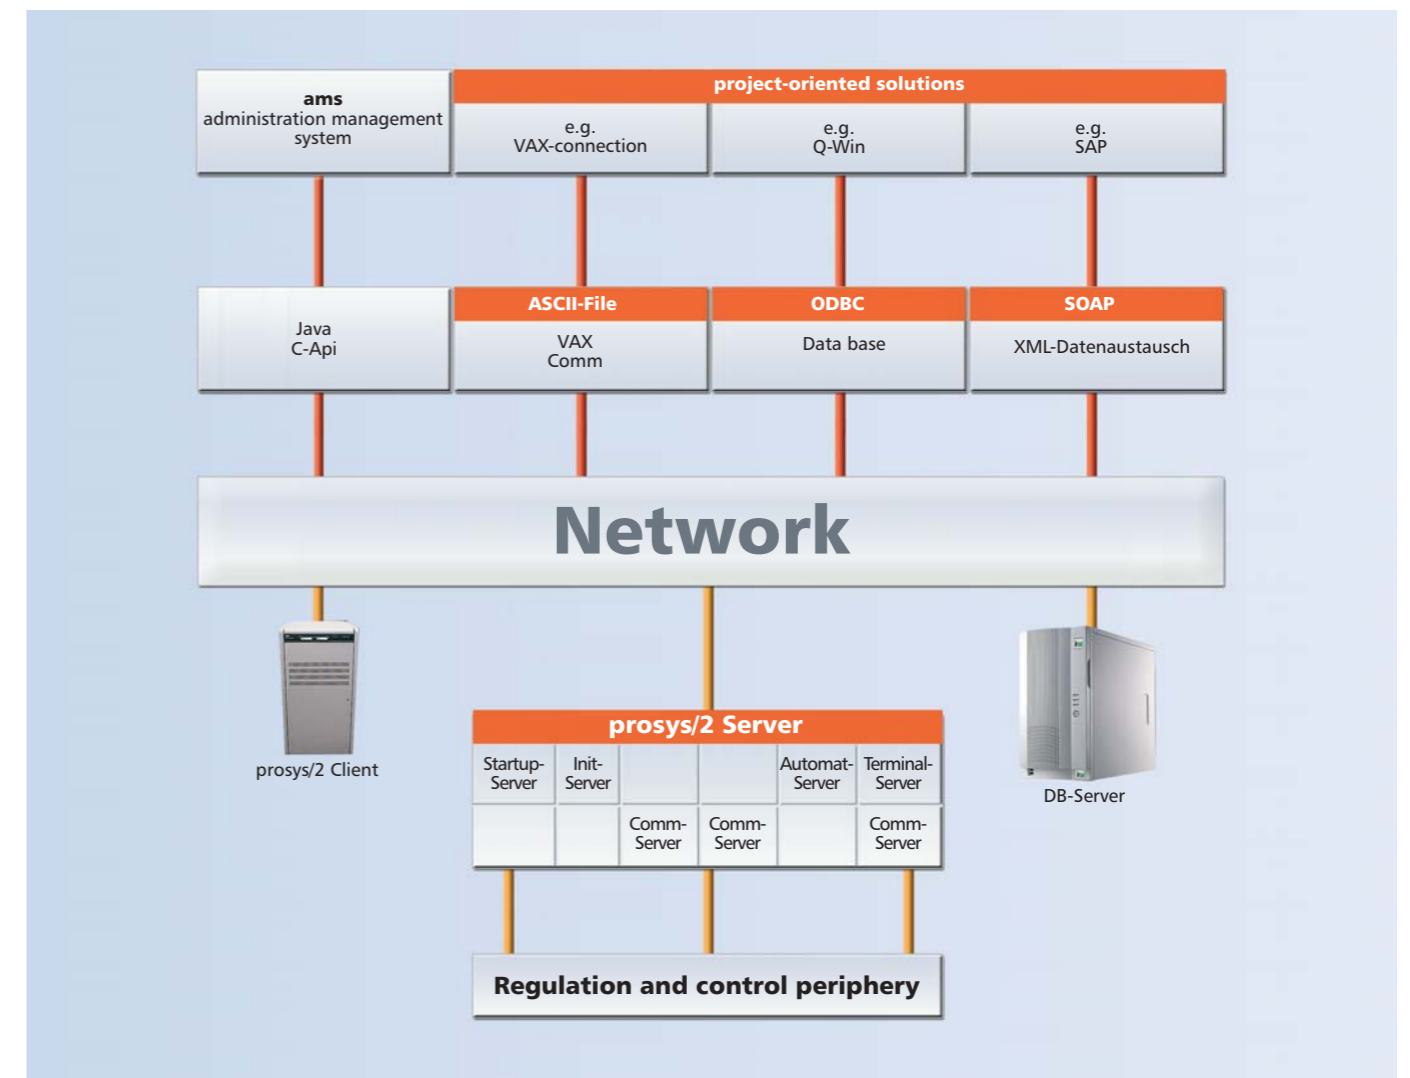 ams
administration management
system
project-oriented solutions
e.g.
VAX-connection
e.g.
Q-Win
e.g.
SAP
Java
C-Api
ASCII-File
VAX
Comm
ODBC
Data base
SOAP
XML-Datenaustausch
Network
prosys/2 Client
prosys/2 Server
Startup-
Server
Init-
Server
Automat-
Server
Terminal-
Server
Comm-
Server
Comm-
Server
Comm-
Server
DB-Server
Regulation and control periphery